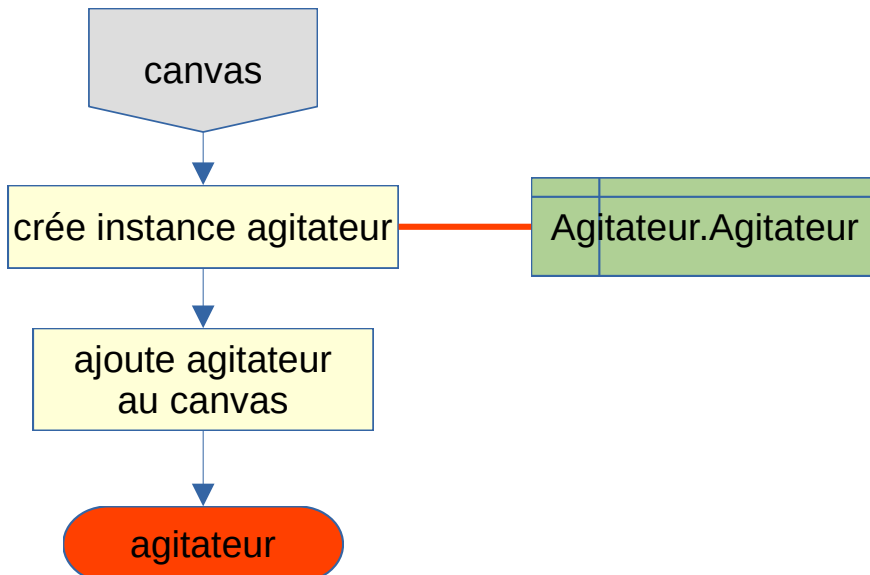 canvas
crée instance agitateur
Agitateur.Agitateur
ajoute agitateur
au canvas
agitateur